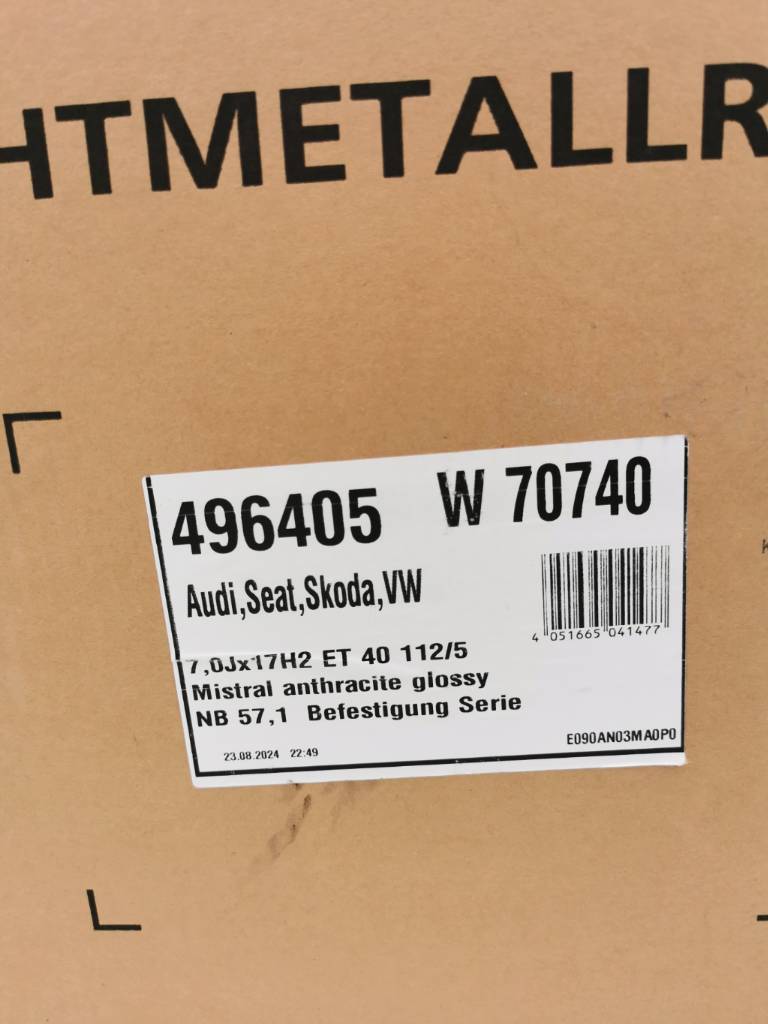 HTMETALLR
496405 W 70740
Audi,Seat,Skoda,VW
4 051665 041477
7,0Jx17H2 ET 40 112/5
Mistral anthracite glossy
NB 57,1 Befestigung Serie
23.08.2024 22:49
E090AN03MA0P0